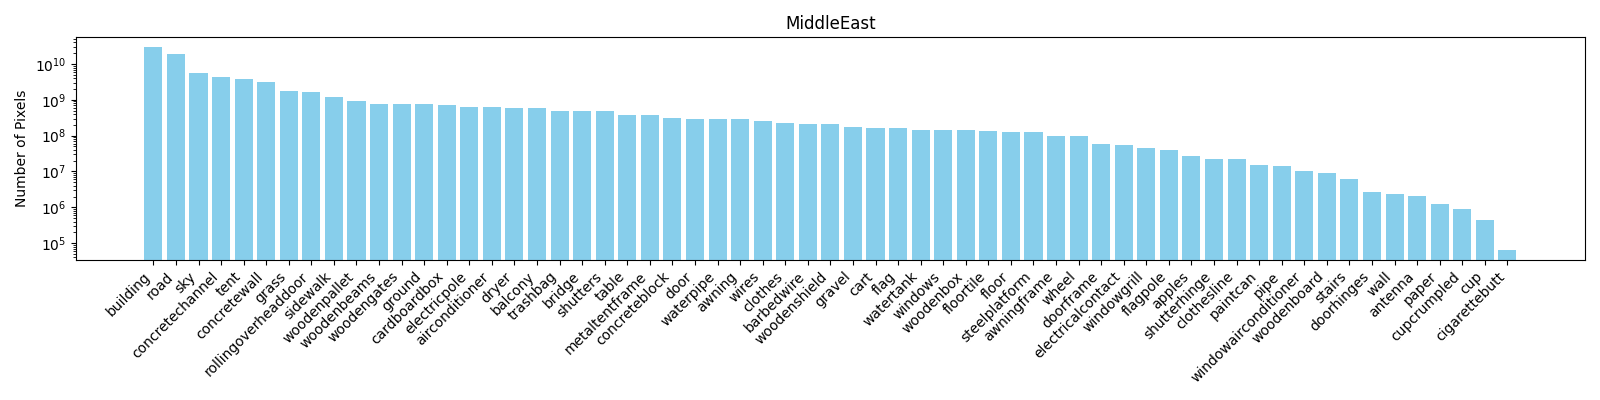 MiddleEast
Number of Pixels
10^10
10^9
10^8
10^7
10^6
10^5
building
road
sky
concretechannel
tent
concretewall
grass
rollingoverheaddoor
sidewalk
woodenpallet
woodenbeams
woodengates
ground
cardboardbox
electricpole
airconditioner
dryer
balcony
trashbag
bridge
shutters
table
metaltentframe
concreteblock
door
waterpipe
awning
wires
clothes
barbedwire
woodenshield
gravel
cart
flag
watertank
windows
woodenbox
floortile
floor
steelplatform
awningframe
wheel
doorframe
electricalcontact
windowgrill
flagpole
apples
shutterhinge
clothesline
paintcan
pipe
windowairconditioner
woodenboard
stairs
doorhinges
wall
antenna
paper
cupcrumpled
cup
cigarettebutt